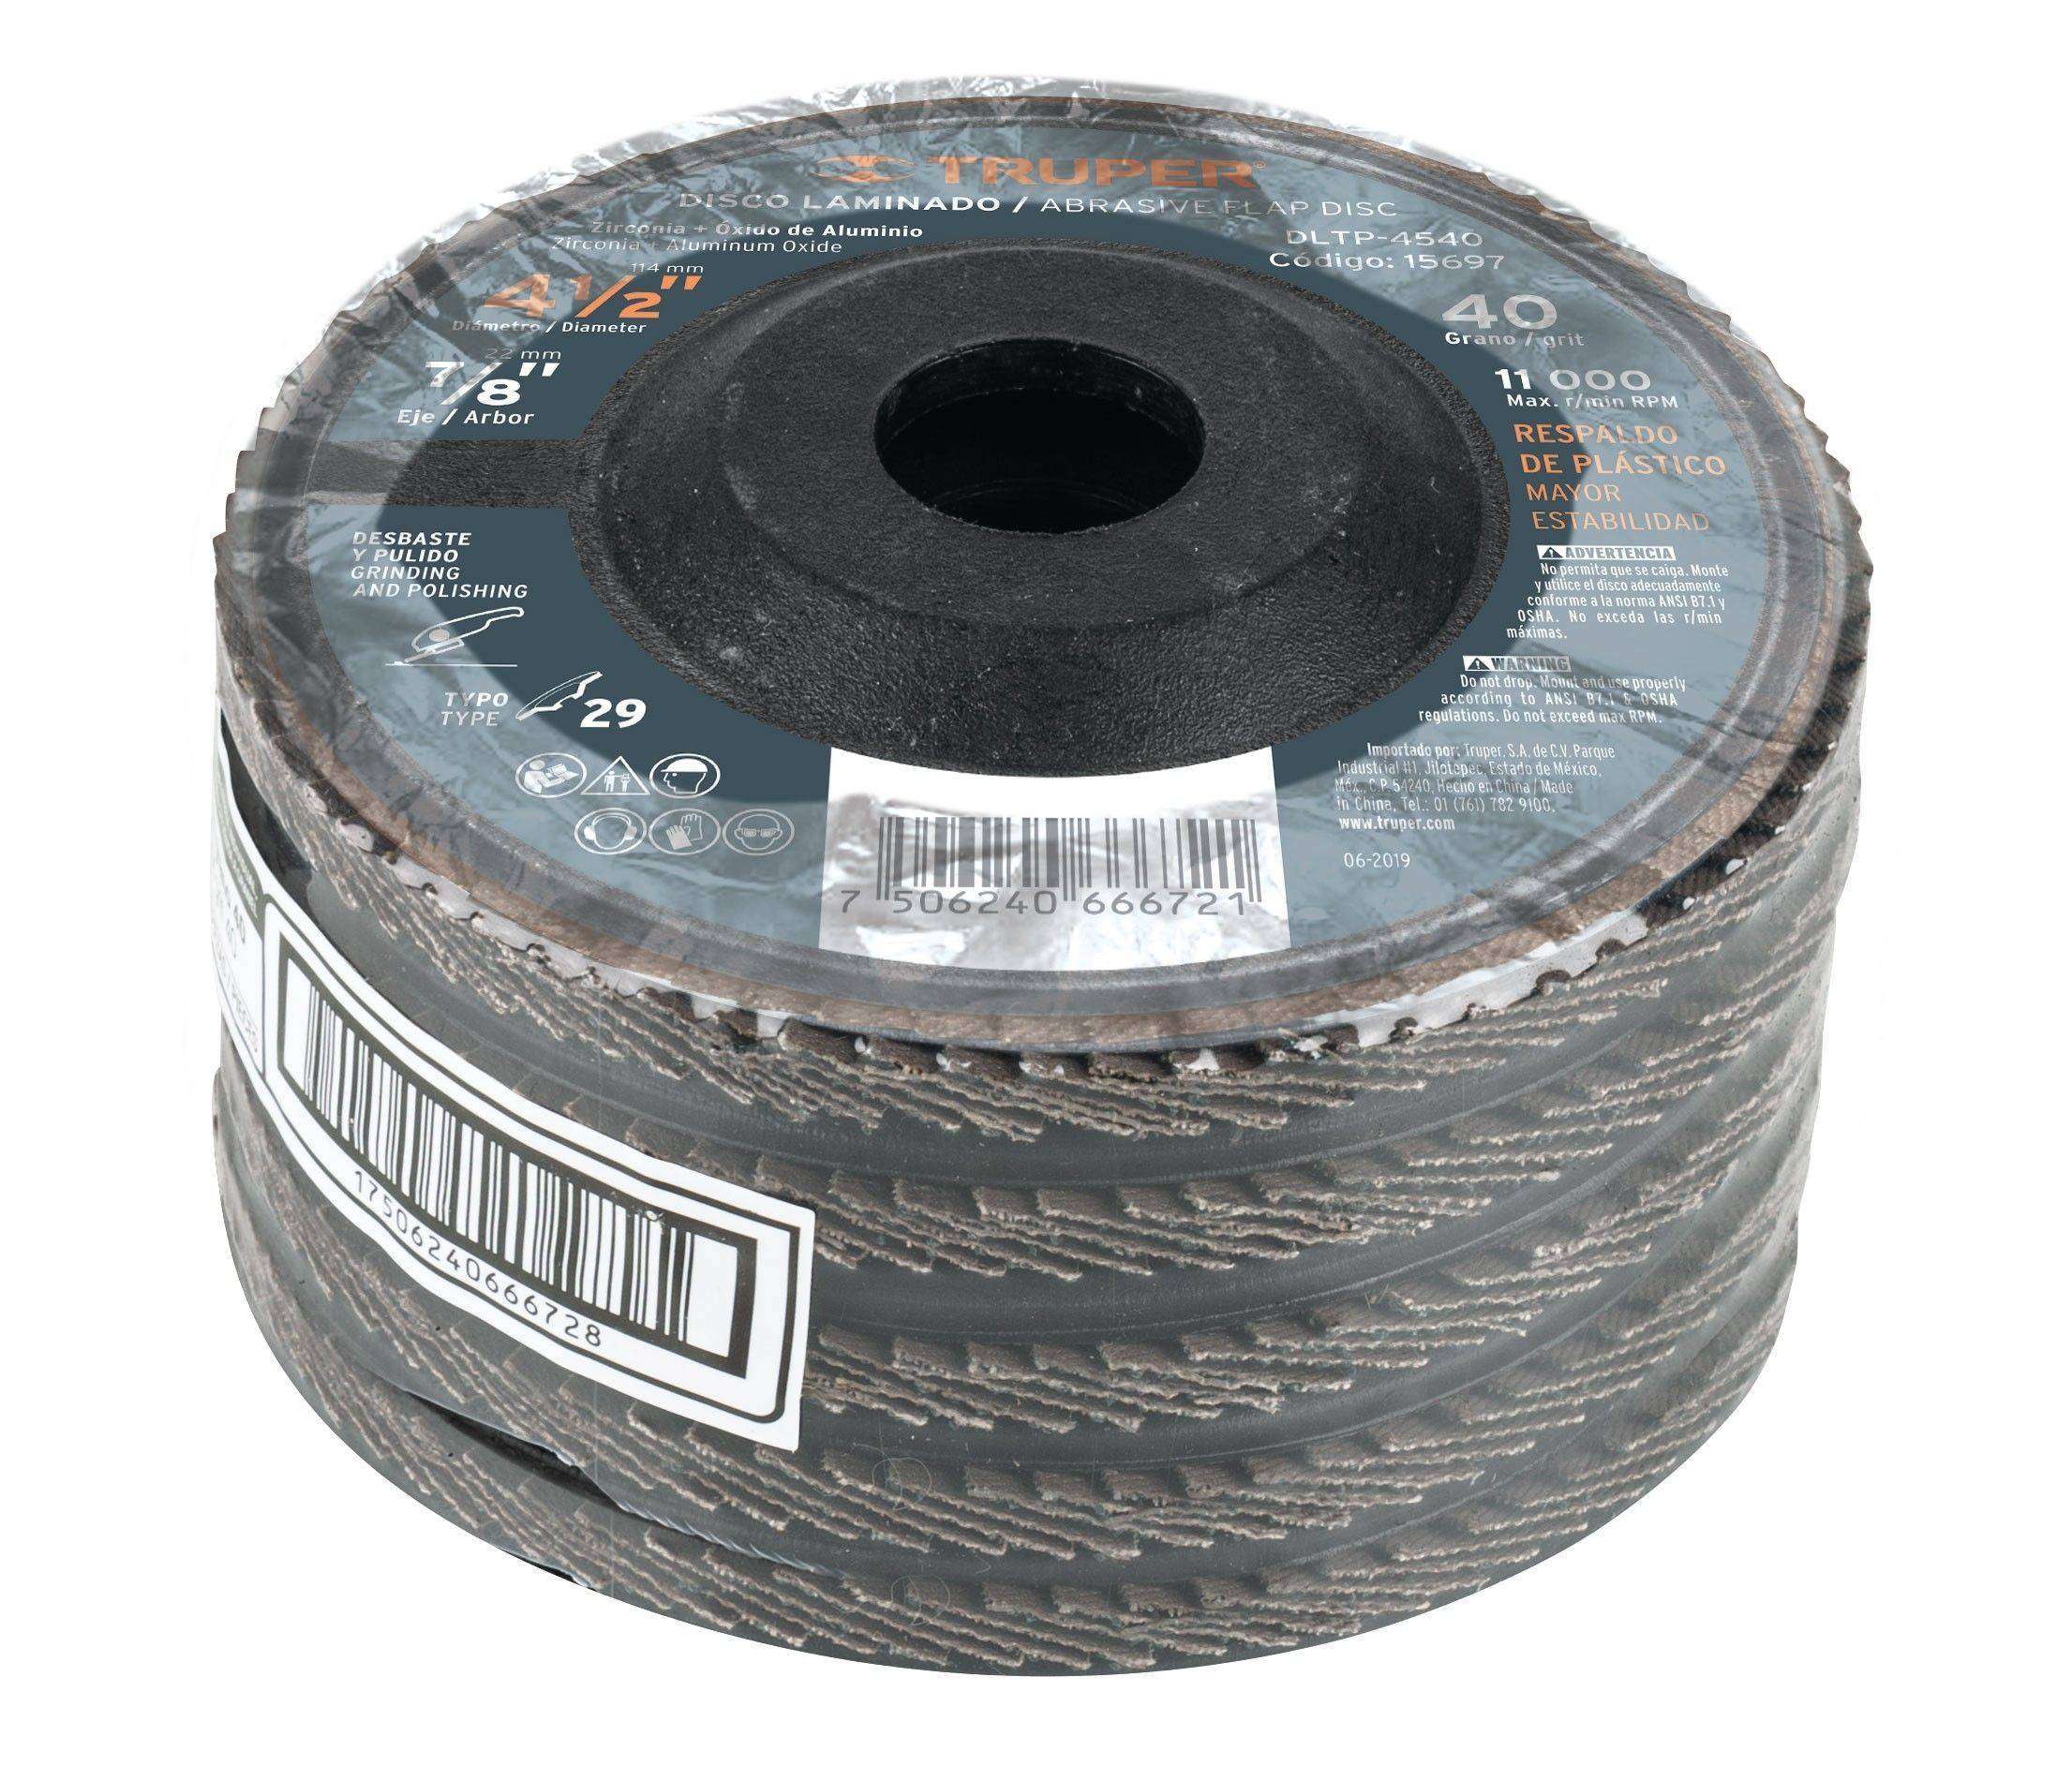 TRUPER®
DISCO LAMINADO / ABRASIVE FLAP DISC
Zirconia + Óxido de Aluminio
Zirconia + Aluminum Oxide
114 mm
4 1/2"
Diámetro / Diameter
22 mm
7/8"
Eje / Arbor
DESBASTE
Y PULIDO
GRINDING
AND POLISHING
TYPO
TYPE
29
DLTP-4540
Código: 15697
40
Grano / grit
11 000
Max. r/min RPM
RESPALDO
DE PLÁSTICO
MAYOR
ESTABILIDAD
ADVERTENCIA
No permita que se caiga. Monte
y utilice el disco adecuadamente
conforme a la norma ANSI B7.1 y
OSHA. No exceda las r/min
máximas.
WARNING
Do not drop. Mount and use properly
according to ANSI B7.1 & OSHA
regulations. Do not exceed max RPM.
Importado por: Truper, S.A. de C.V. Parque
Industrial #1, Jilotepec, Estado de México,
Méx., C.P. 54240, Hecho en China / Made
in China, Tel.: 01 (761) 782 9100,
www.truper.com
06-2019
7 506240 666721
17506240666728